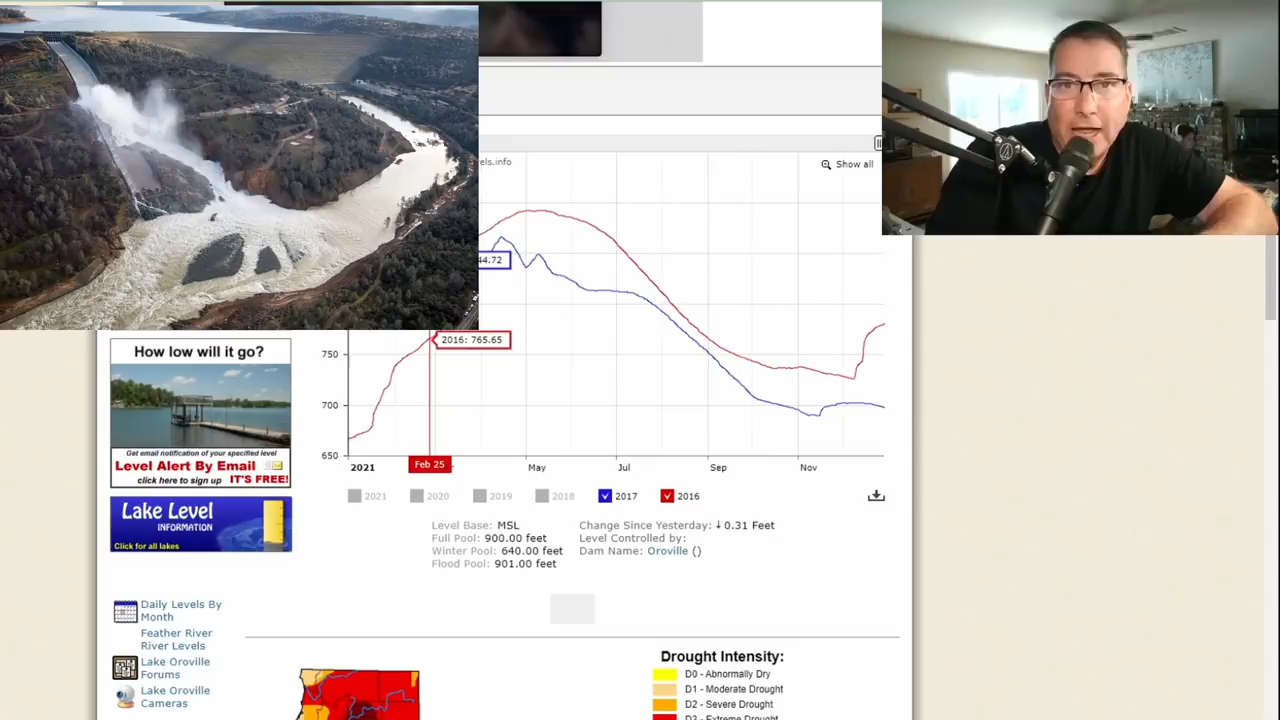 els.info
Show all
44.72
2016: 765.65
750
700
650
2021
Feb 25
May
Jul
Sep
Nov
2021
2020
2019
2018
2017
2016
How low will it go?
Get email notification of your specified level
Level Alert By Email
click here to sign up IT'S FREE!
Lake Level
INFORMATION
Click for all lakes
Level Base: MSL
Full Pool: 900.00 feet
Winter Pool: 640.00 feet
Flood Pool: 901.00 feet
Change Since Yesterday: ↓0.31 Feet
Level Controlled by:
Dam Name: Oroville ()
Daily Levels By
Month
Feather River
River Levels
Lake Oroville
Forums
Lake Oroville
Cameras
Drought Intensity:
D0 - Abnormally Dry
D1 - Moderate Drought
D2 - Severe Drought
D3 - Extreme Drought